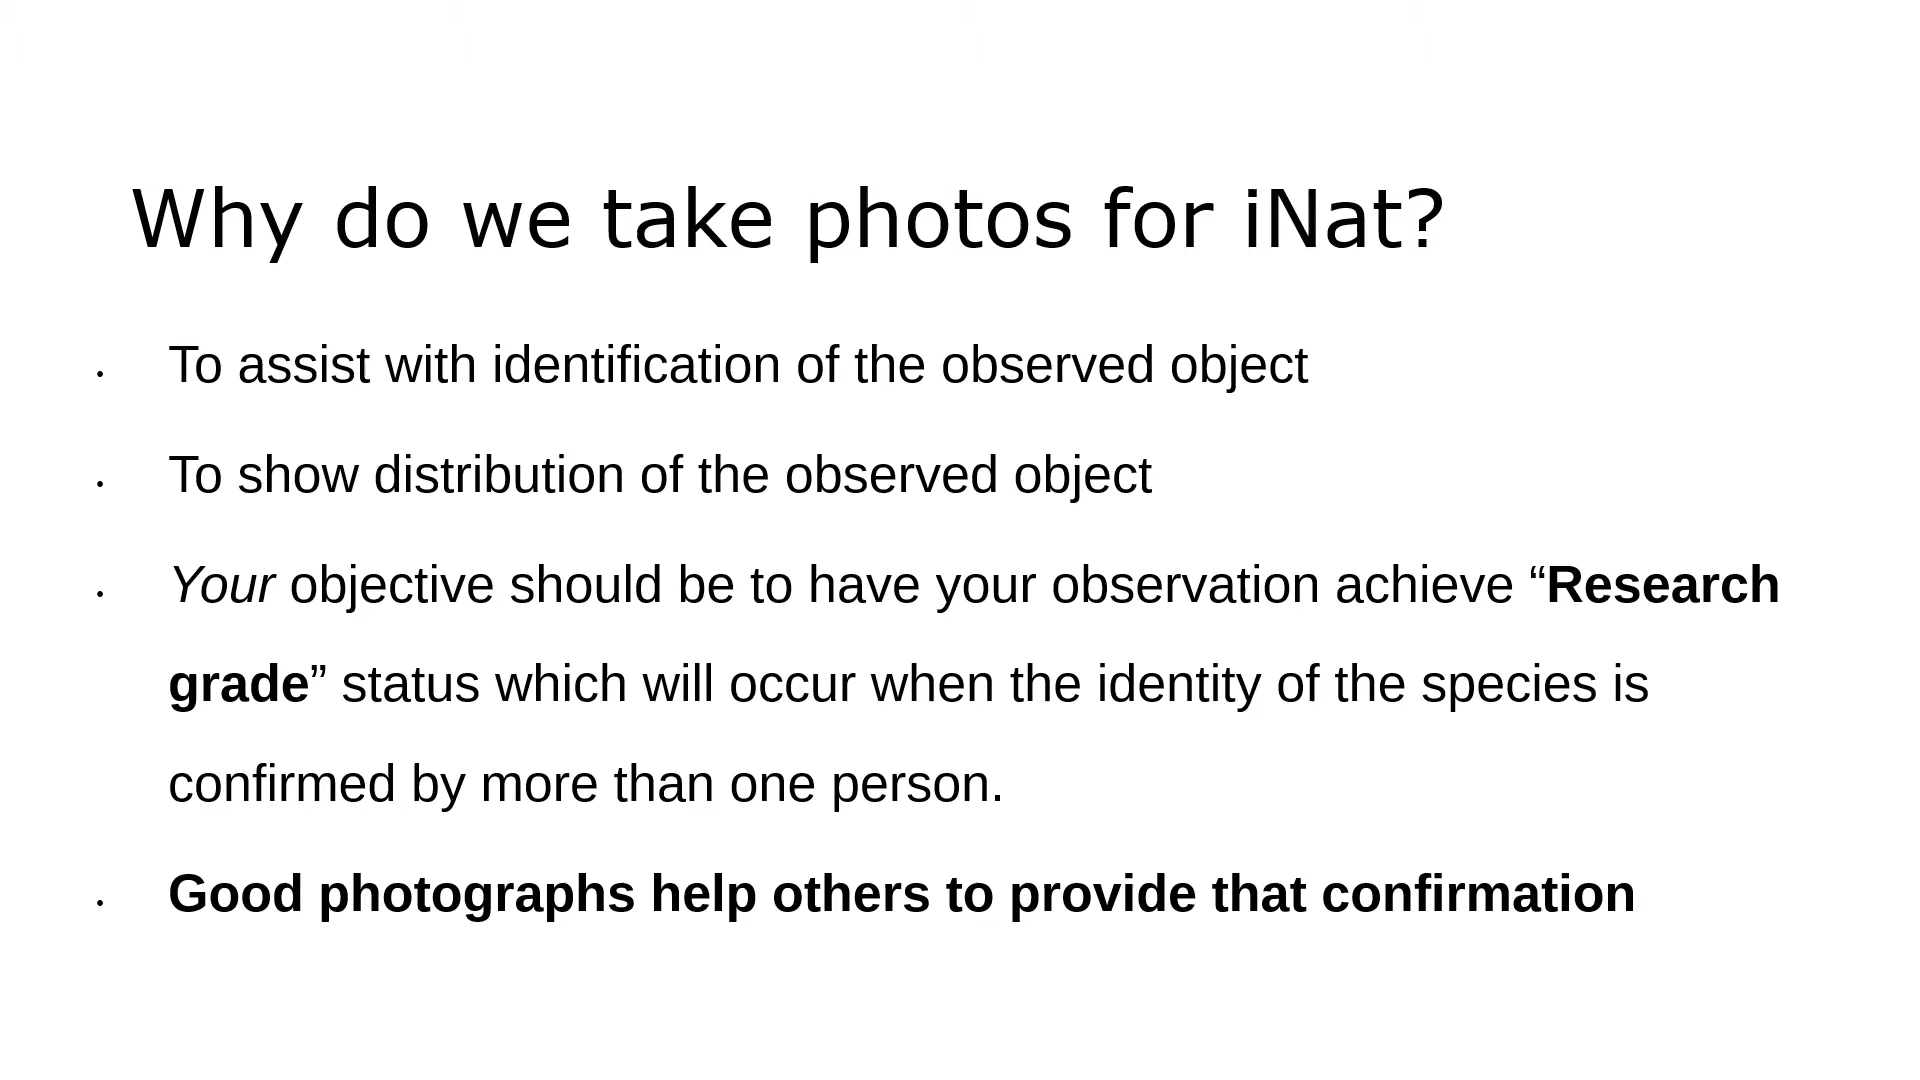 Why do we take photos for iNat?
• To assist with identification of the observed object
• To show distribution of the observed object
• Your objective should be to have your observation achieve “Research
grade” status which will occur when the identity of the species is
confirmed by more than one person.
• Good photographs help others to provide that confirmation